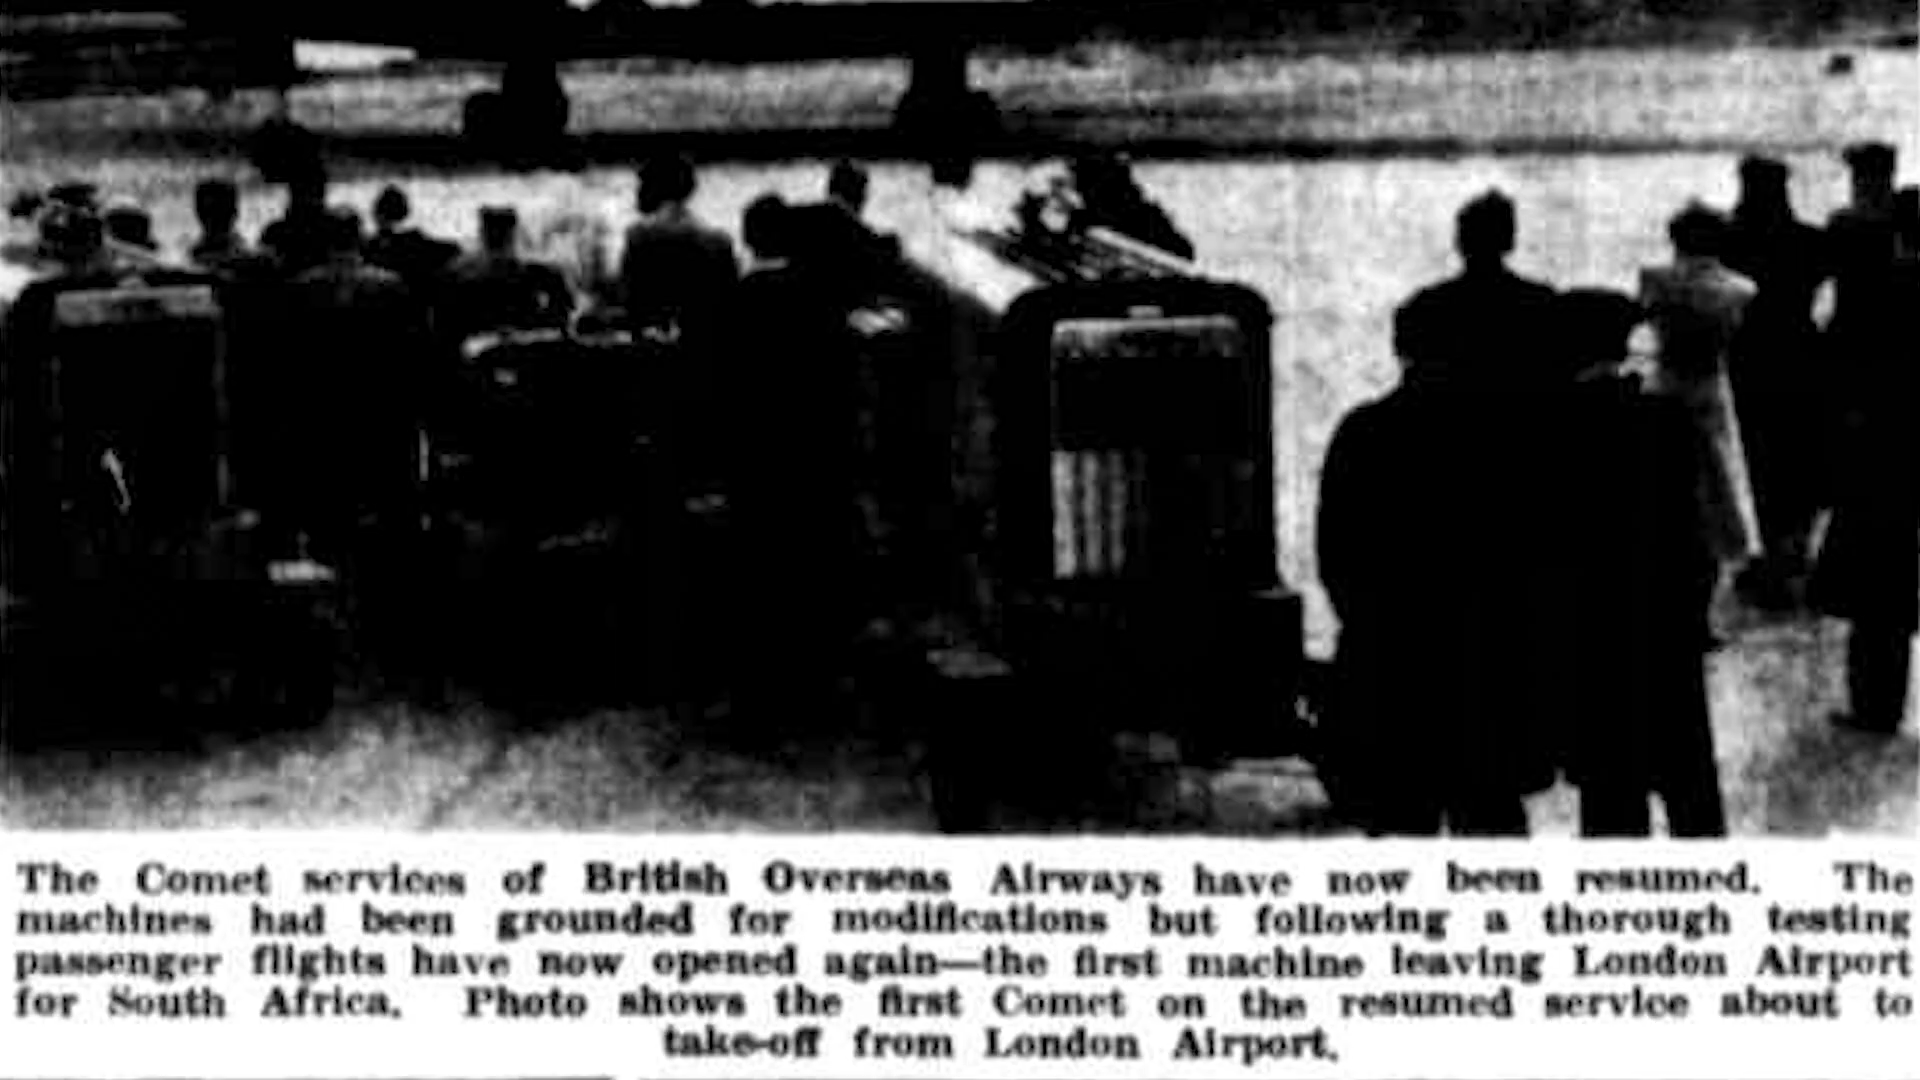 The Comet services of British Overseas Airways have now been resumed. The
machines had been grounded for modifications but following a thorough testing
passenger flights have now opened again—the first machine leaving London Airport
for South Africa. Photo shows the first Comet on the resumed service about to
take-off from London Airport.